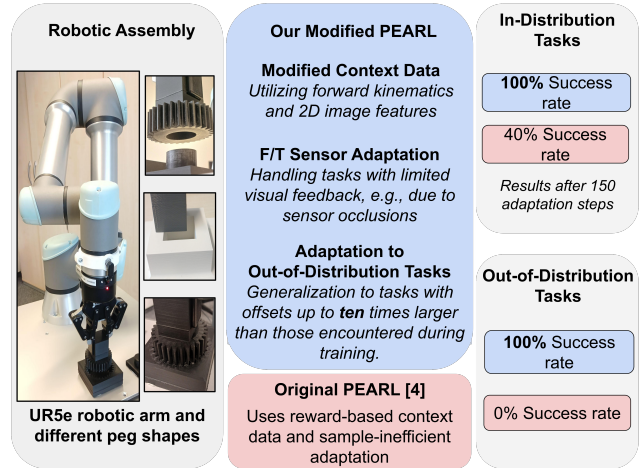 Robotic Assembly
UR5e robotic arm and
different peg shapes
Our Modified PEARL
Modified Context Data
Utilizing forward kinematics
and 2D image features
F/T Sensor Adaptation
Handling tasks with limited
visual feedback, e.g., due to
sensor occlusions
Adaptation to
Out-of-Distribution Tasks
Generalization to tasks with
offsets up to ten times larger
than those encountered during
training.
Original PEARL [4]
Uses reward-based context
data and sample-inefficient
adaptation
In-Distribution
Tasks
100% Success
rate
40% Success
rate
Results after 150
adaptation steps
Out-of-Distribution
Tasks
100% Success
rate
0% Success rate